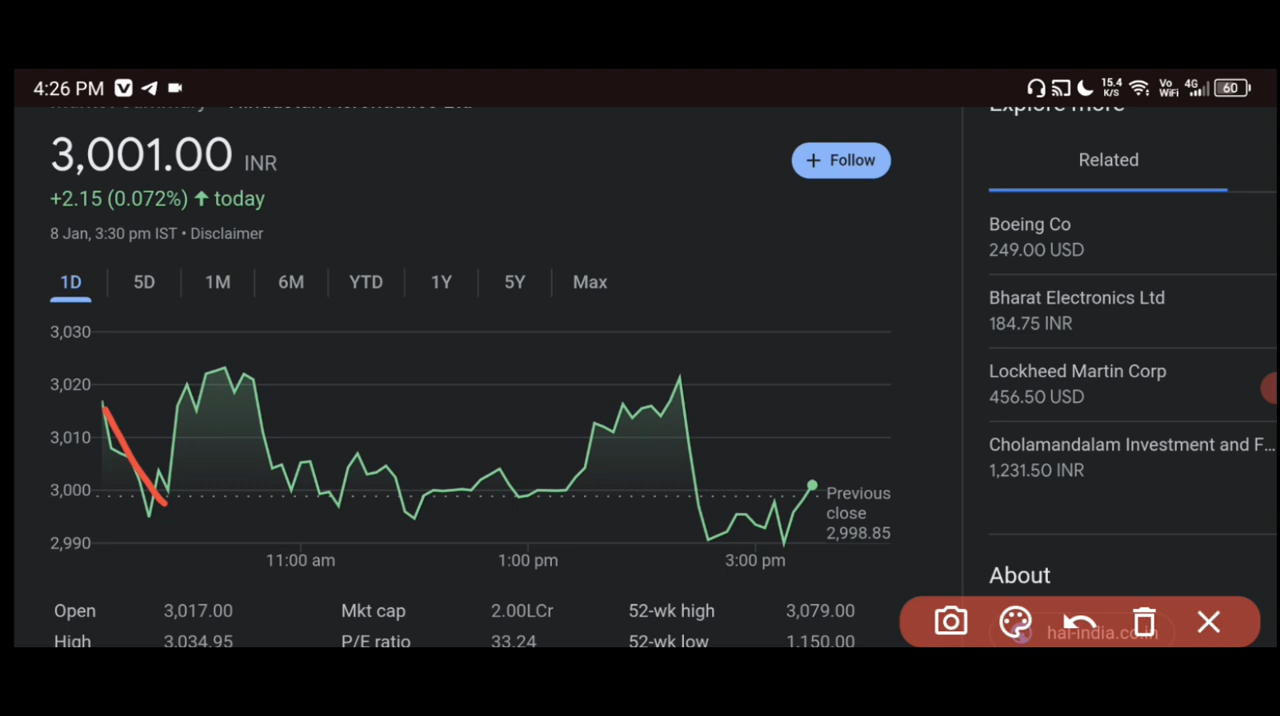 4:26 PM
15.4 K/S
Vo WiFi
4G
60
3,001.00 INR
+ Follow
+2.15 (0.072%) ↑ today
8 Jan, 3:30 pm IST • Disclaimer
1D 5D 1M 6M YTD 1Y 5Y Max
3,030
3,020
3,010
3,000
2,990
11:00 am 1:00 pm 3:00 pm
Previous
close
2,998.85
Open 3,017.00 Mkt cap 2.00LCr 52-wk high 3,079.00
High 3,034.95 P/E ratio 33.24 52-wk low 1,150.00
Explore more
Related
Boeing Co
249.00 USD
Bharat Electronics Ltd
184.75 INR
Lockheed Martin Corp
456.50 USD
Cholamandalam Investment and F...
1,231.50 INR
About
hal-india.co.in